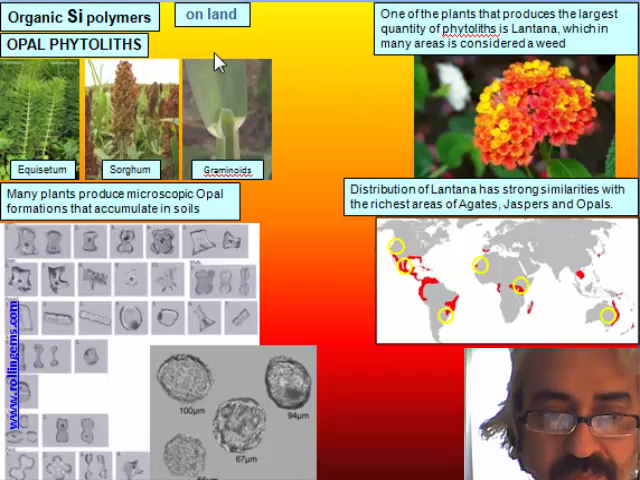 Organic Si polymers
on land
OPAL PHYTOLITHS
One of the plants that produces the largest
quantity of phytoliths is Lantana, which in
many areas is considered a weed
Equisetum
Sorghum
Graminoids
Many plants produce microscopic Opal
formations that accumulate in soils
Distribution of Lantana has strong similarities with
the richest areas of Agates, Jaspers and Opals.
www.rollingems.com
100µm
94µm
67µm